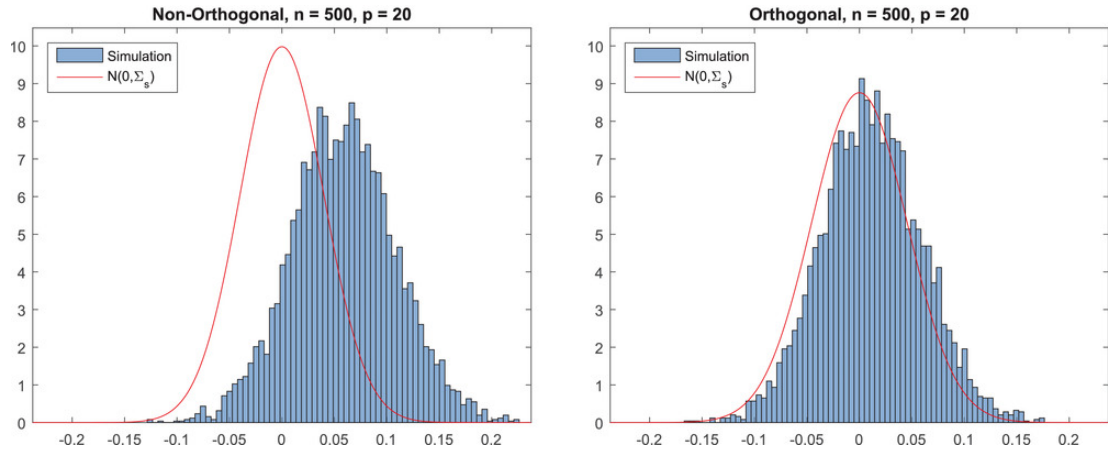 Non-Orthogonal, n = 500, p = 20
10
9
8
7
6
5
4
3
2
1
0
Simulation
N(0,Σs)
-0.2 -0.15 -0.1 -0.05 0 0.05 0.1 0.15 0.2
Orthogonal, n = 500, p = 20
10
9
8
7
6
5
4
3
2
1
0
Simulation
N(0,Σs)
-0.2 -0.15 -0.1 -0.05 0 0.05 0.1 0.15 0.2